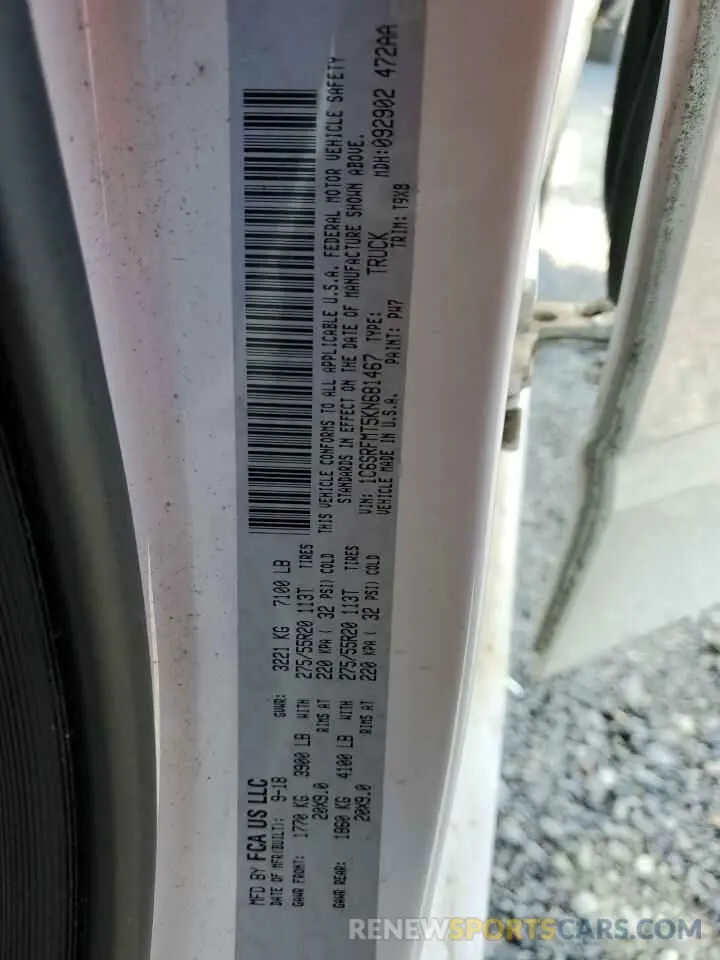 MFD BY FCA US LLC
DATE OF MFR(BUILT): 9-18 GVWR: 3221 KG 7100 LB
GAWR FRONT: 1770 KG 3900 LB WITH 275/55R20 113T TIRES
20X9.0 RIMS AT 220 KPA ( 32 PSI) COLD
GAWR REAR: 1860 KG 4100 LB WITH 275/55R20 113T TIRES
20X9.0 RIMS AT 220 KPA ( 32 PSI) COLD
THIS VEHICLE CONFORMS TO ALL APPLICABLE U.S.A. FEDERAL MOTOR VEHICLE SAFETY
STANDARDS IN EFFECT ON THE DATE OF MANUFACTURE SHOWN ABOVE.
VIN: 1C6SRFMT5KN681467 TYPE: TRUCK MDH:092902 472AA
VEHICLE MADE IN U.S.A. PAINT: PW7 TRIM: T9X8
RENEWSPORTSCARS.COM